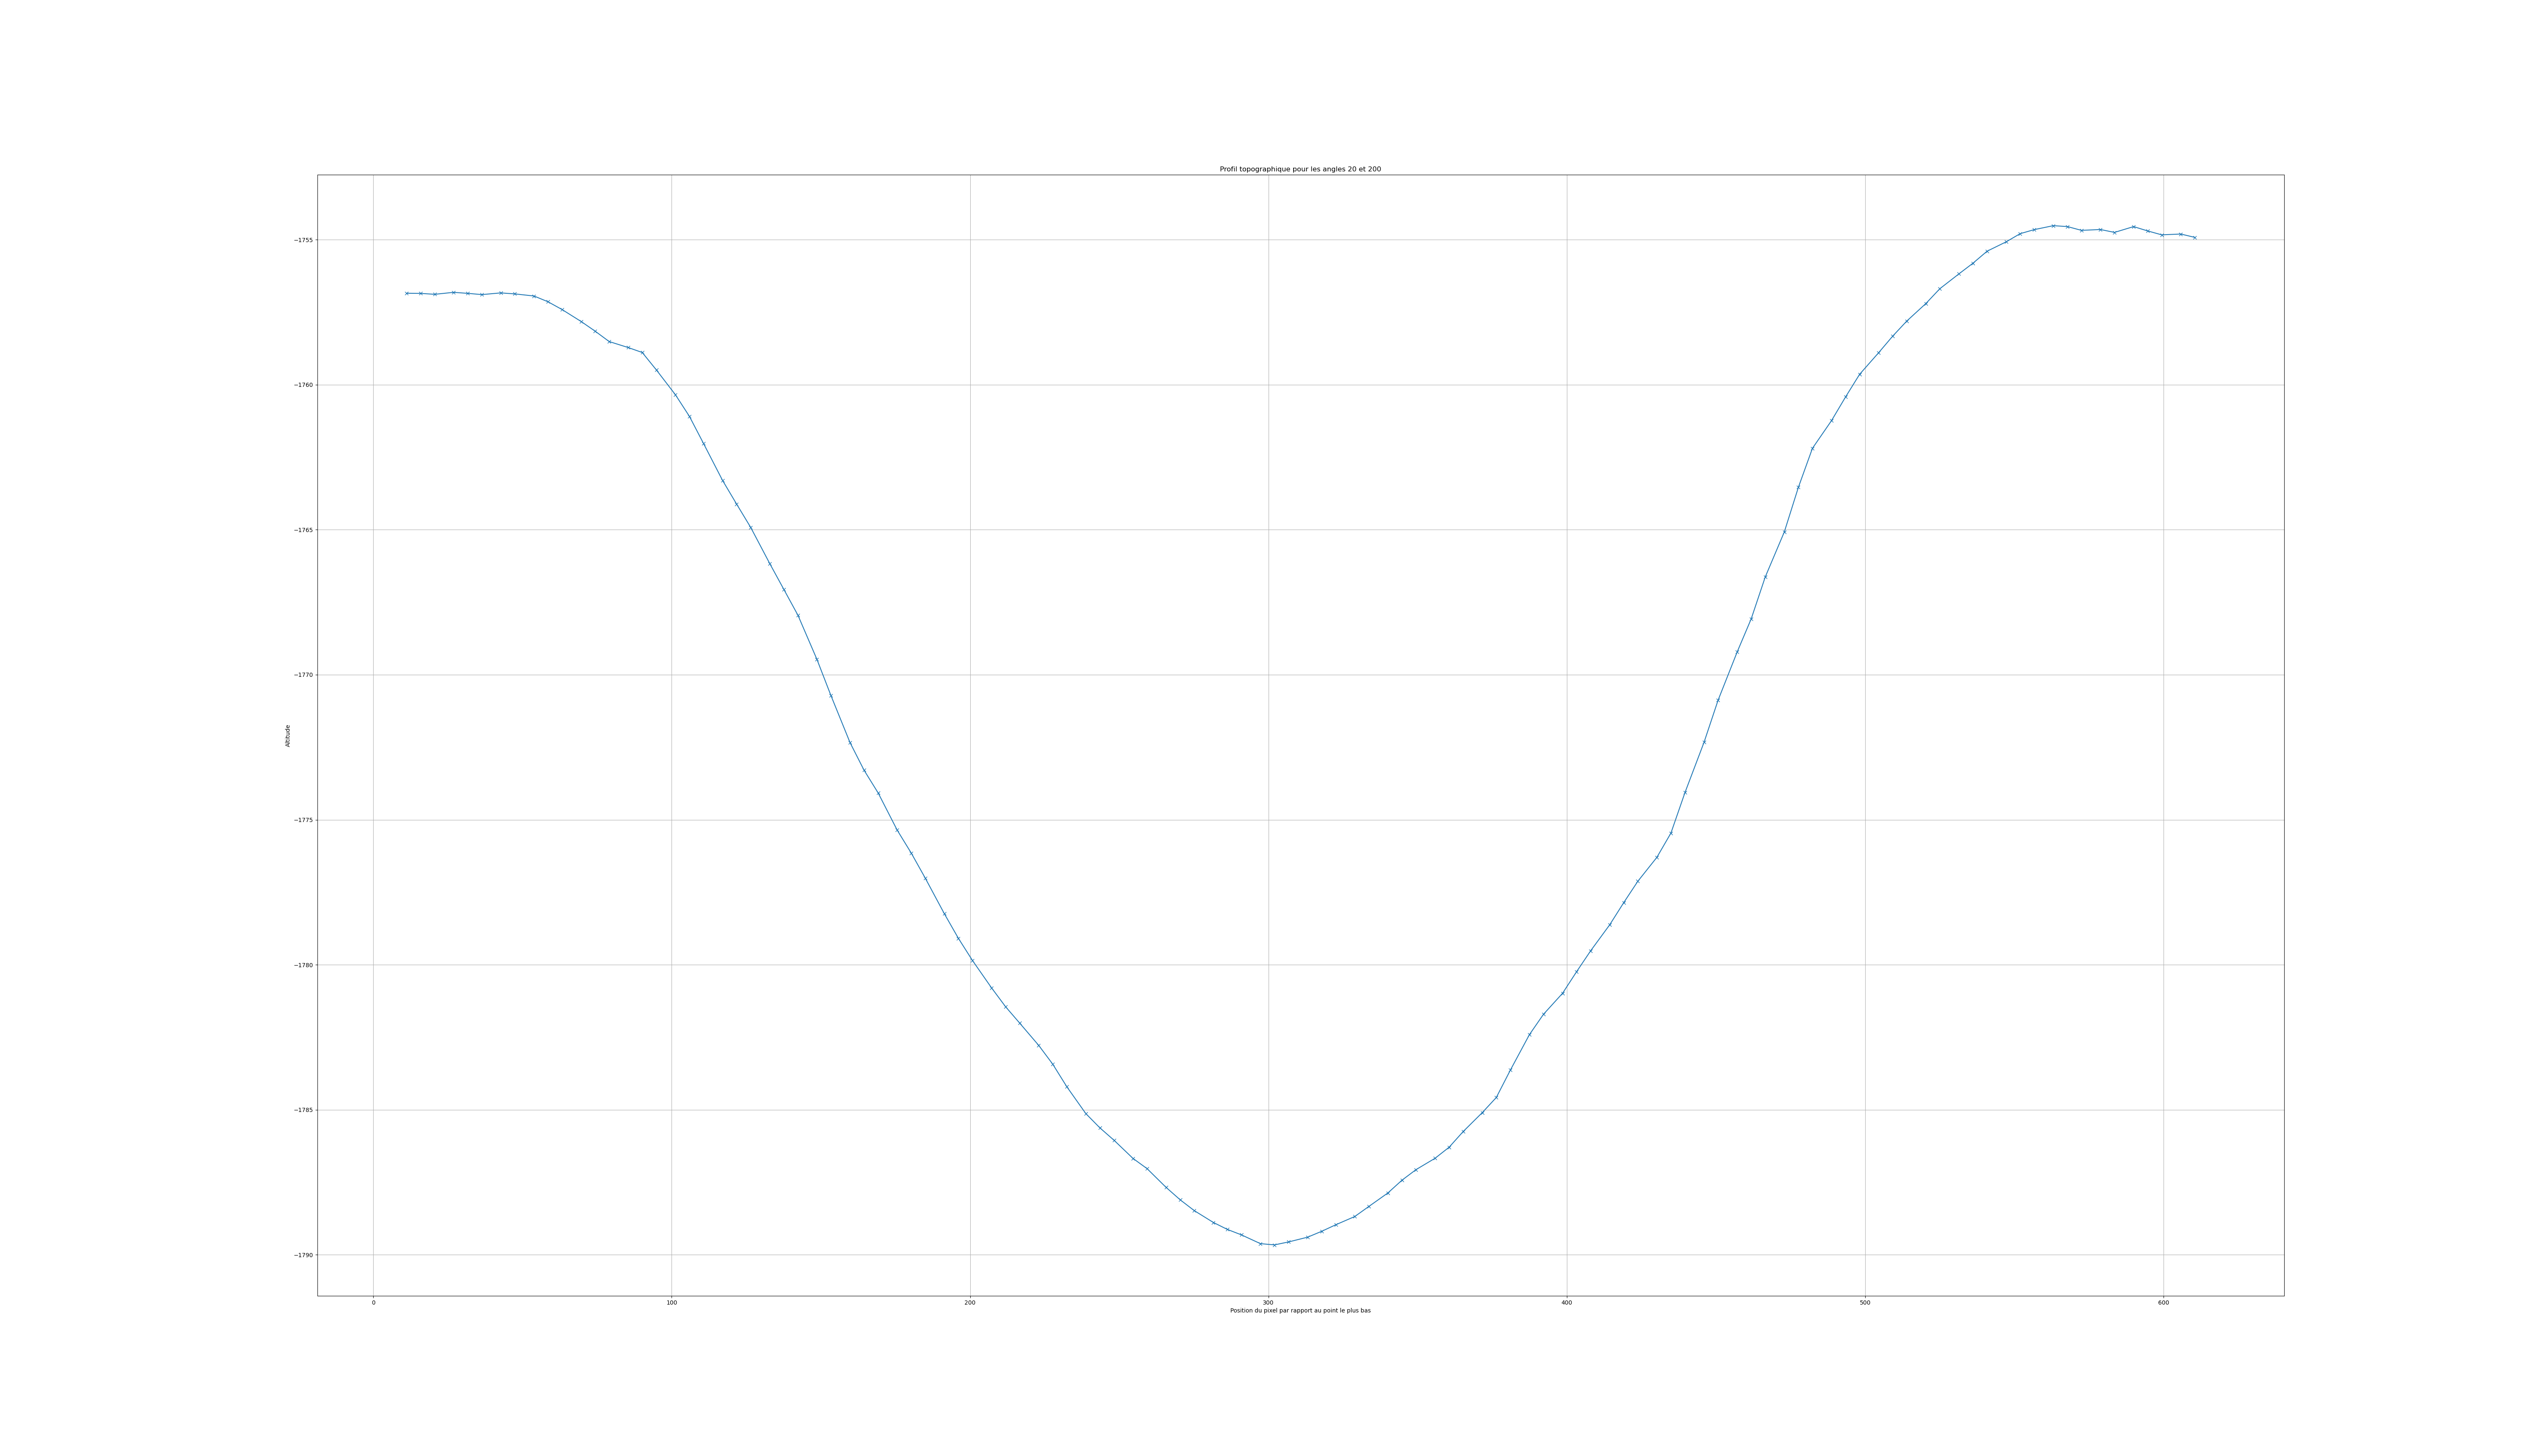 Profil topographique pour les angles 20 et 200
−1755
−1760
−1765
−1770
−1775
−1780
−1785
−1790
Altitude
0 100 200 300 400 500 600
Position du pixel par rapport au point le plus bas